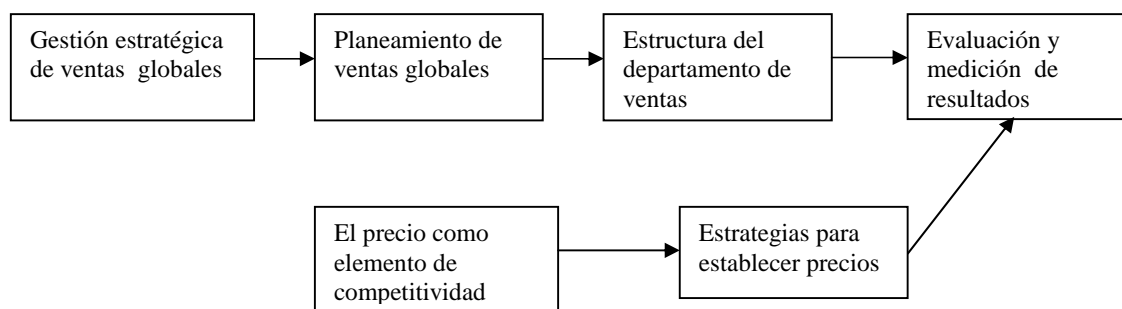 Gestión estratégica
de ventas globales
Planeamiento de
ventas globales
Estructura del
departamento de
ventas
Evaluación y
medición de
resultados
El precio como
elemento de
competitividad
Estrategias para
establecer precios